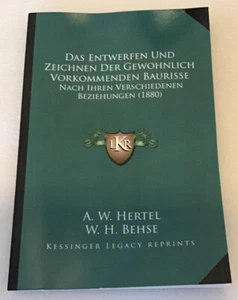 Das Entwerfen Und
Zeichnen Der Gewohnlich
Vorkommenden Baurisse
Nach Ihren Verschiedenen
Beziehungen (1880)
LKR
A. W. Hertel
W. H. Behse
Kessinger Legacy Reprints